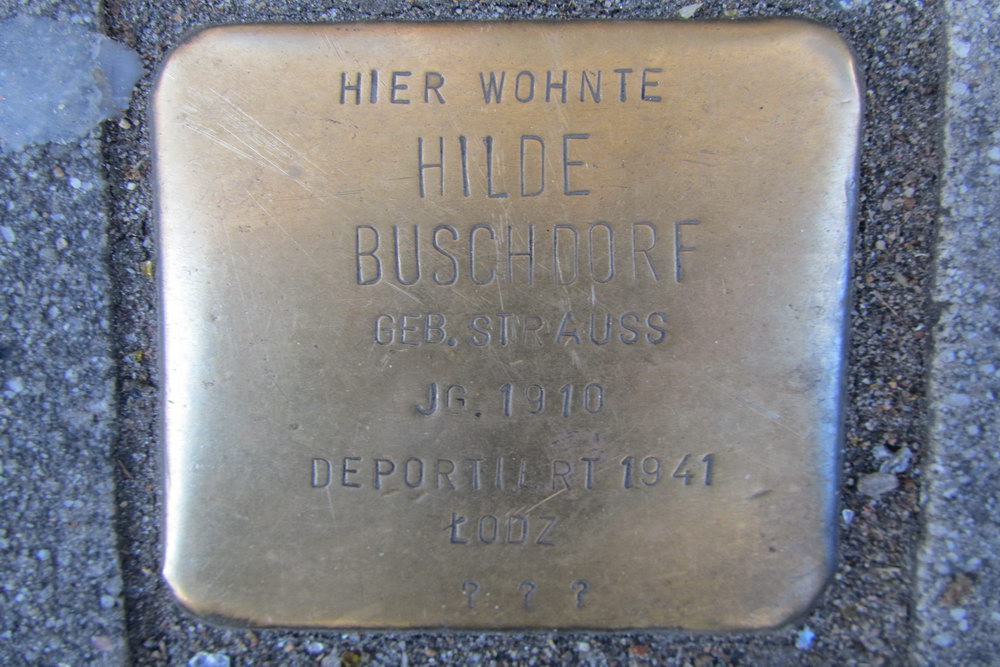 HIER WOHNTE
HILDE
BUSCHDORF
GEB. STRAUSS
JG. 1910
DEPORTIERT 1941
ŁODZ
? ? ?